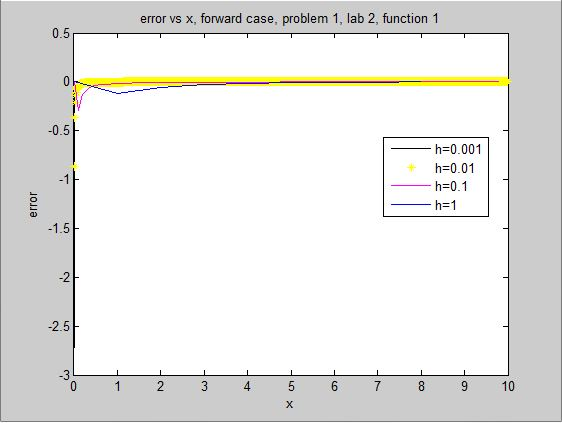 error vs x, forward case, problem 1, lab 2, function 1
0.5
0
-0.5
-1
-1.5
-2
-2.5
-3
error
h=0.001
h=0.01
h=0.1
h=1
0 1 2 3 4 5 6 7 8 9 10
x